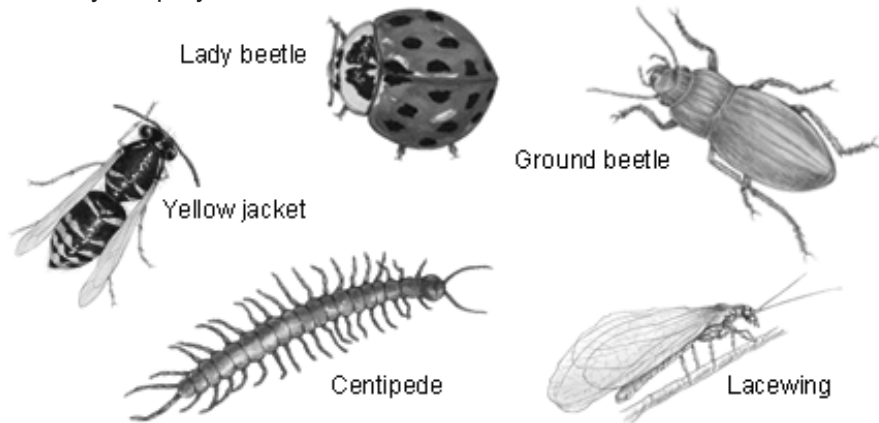 Lady beetle
Ground beetle
Yellow jacket
Centipede
Lacewing